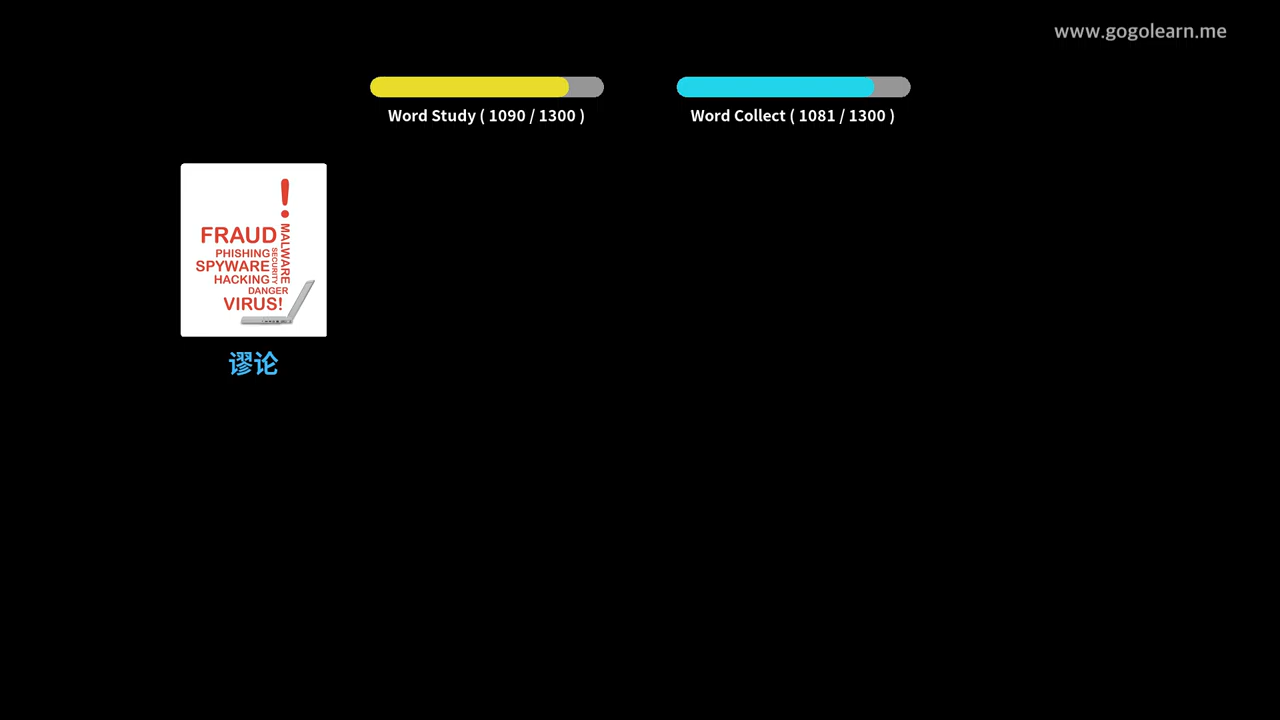 www.gogolearn.me
Word Study ( 1090 / 1300 )
Word Collect ( 1081 / 1300 )
!
FRAUD
PHISHING
SPYWARE
HACKING
DANGER
VIRUS!
SECURITY
MALWARE
谬论